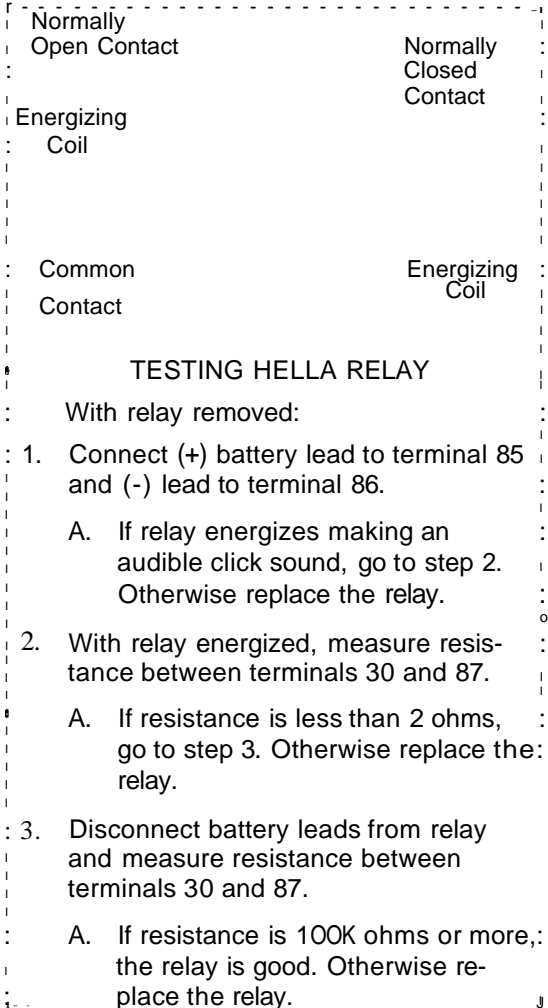 Normally
Open Contact
Normally
Closed
Contact
Energizing
Coil
Common
Contact
Energizing
Coil
TESTING HELLA RELAY
With relay removed:
1. Connect (+) battery lead to terminal 85
and (-) lead to terminal 86.
A. If relay energizes making an
audible click sound, go to step 2.
Otherwise replace the relay.
2. With relay energized, measure resis-
tance between terminals 30 and 87.
A. If resistance is less than 2 ohms,
go to step 3. Otherwise replace the
relay.
3. Disconnect battery leads from relay
and measure resistance between
terminals 30 and 87.
A. If resistance is 100K ohms or more,
the relay is good. Otherwise re-
place the relay.